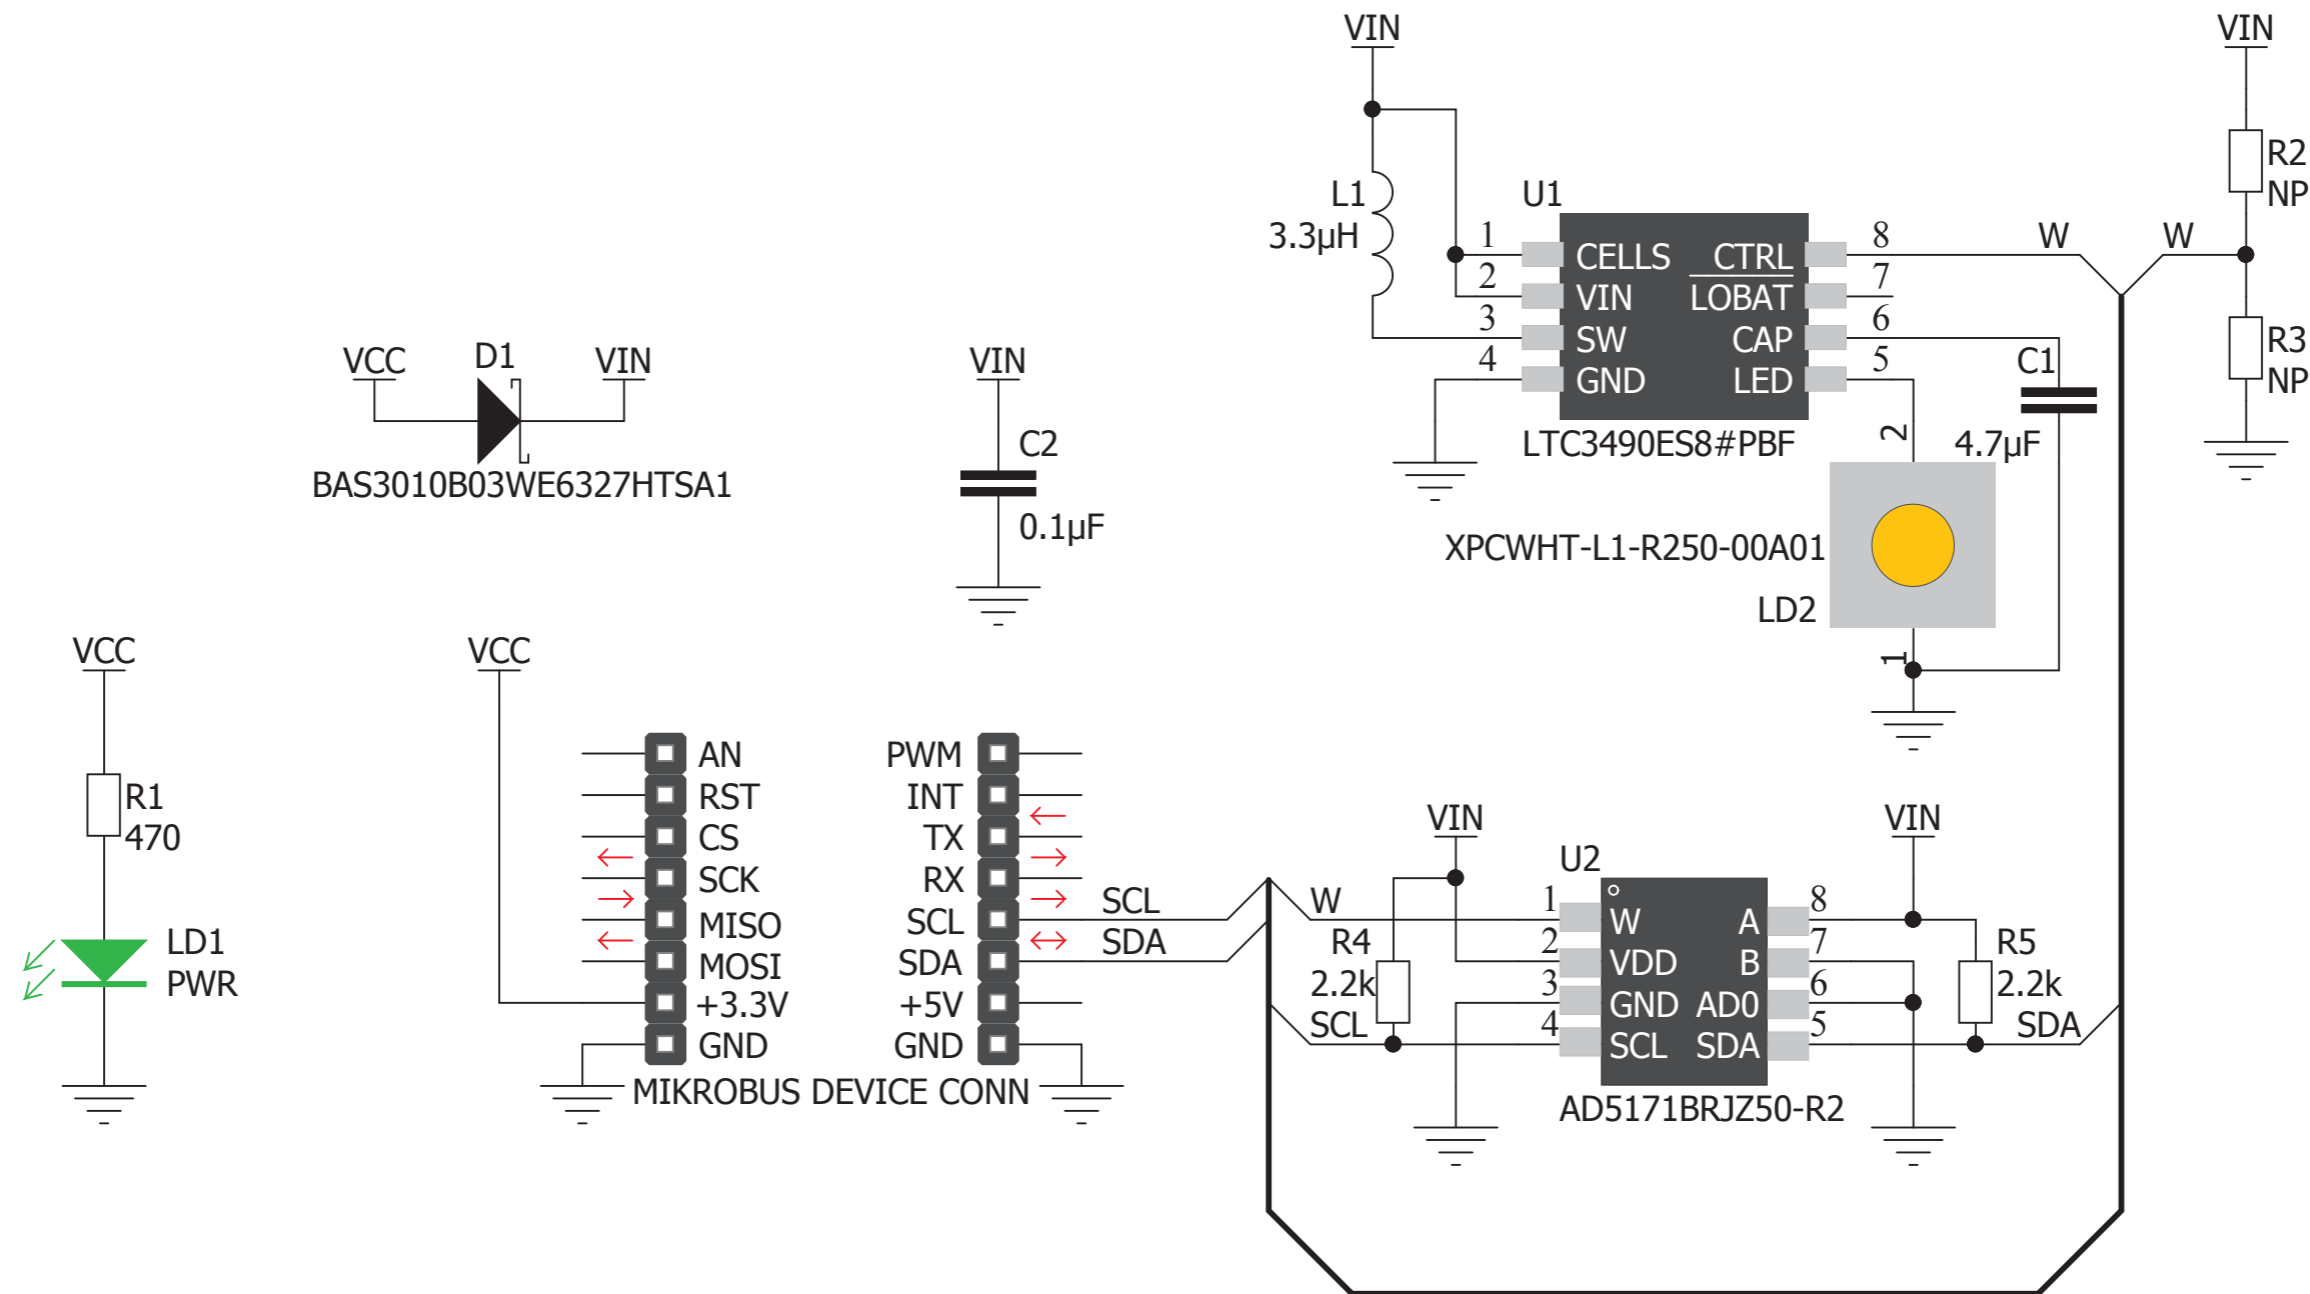 VIN
VIN
L1
3.3µH
U1
1
2
3
4
CELLS
VIN
SW
GND
CTRL
LOBAT
CAP
LED
8
7
6
5
LTC3490ES8#PBF
W
W
R2
NP
R3
NP
C1
4.7µF
2
XPCWHT-L1-R250-00A01
LD2
1
VCC
D1
VIN
BAS3010B03WE6327HTSA1
VIN
C2
0.1µF
VCC
R1
470
LD1
PWR
VCC
AN
RST
CS
SCK
MISO
MOSI
+3.3V
GND
PWM
INT
TX
RX
SCL
SDA
+5V
GND
MIKROBUS DEVICE CONN
SCL
SDA
VIN
W
R4
2.2k
SCL
U2
1
2
3
4
W
VDD
GND
SCL
A
B
AD0
SDA
8
7
6
5
AD5171BRJZ50-R2
VIN
R5
2.2k
SDA